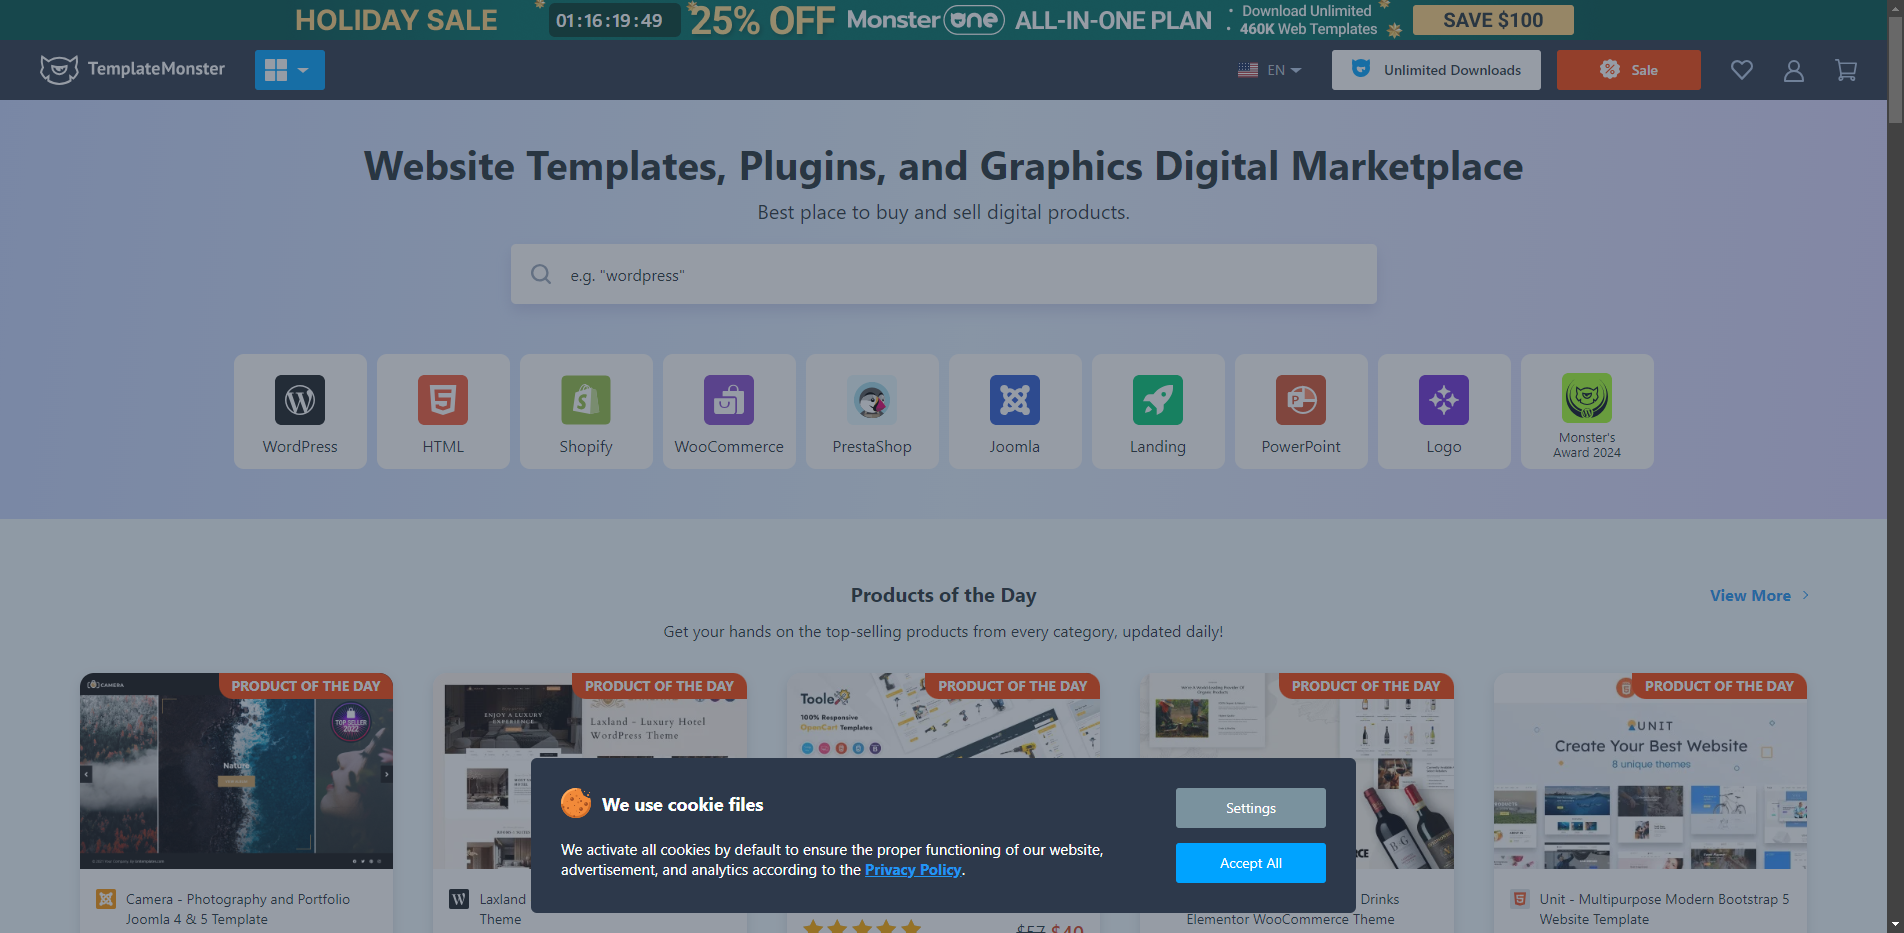 HOLIDAY SALE
01:16:19:49
25% OFF
Monster one ALL-IN-ONE PLAN
• Download Unlimited
• 460K Web Templates
SAVE $100
TemplateMonster
EN
Unlimited Downloads
Sale
Website Templates, Plugins, and Graphics Digital Marketplace
Best place to buy and sell digital products.
e.g. "wordpress"
WordPress
HTML
Shopify
WooCommerce
PrestaShop
Joomla
Landing
PowerPoint
Logo
Monster's
Award 2024
Products of the Day
View More
Get your hands on the top-selling products from every category, updated daily!
CAMERA
PRODUCT OF THE DAY
TOP SELLER
2022
Nature
Camera - Photography and Portfolio
Joomla 4 & 5 Template
PRODUCT OF THE DAY
ENJOY A LUXURY
EXPERIENCE
Laxland - Luxury Hotel
WordPress Theme
Laxland
Theme
PRODUCT OF THE DAY
Toolex
100% Responsive
OpenCart Templates
$57 $40
PRODUCT OF THE DAY
Drinks
Elementor WooCommerce Theme
PRODUCT OF THE DAY
UNIT
Create Your Best Website
8 unique themes
Unit - Multipurpose Modern Bootstrap 5
Website Template
We use cookie files
We activate all cookies by default to ensure the proper functioning of our website,
advertisement, and analytics according to the Privacy Policy.
Settings
Accept All